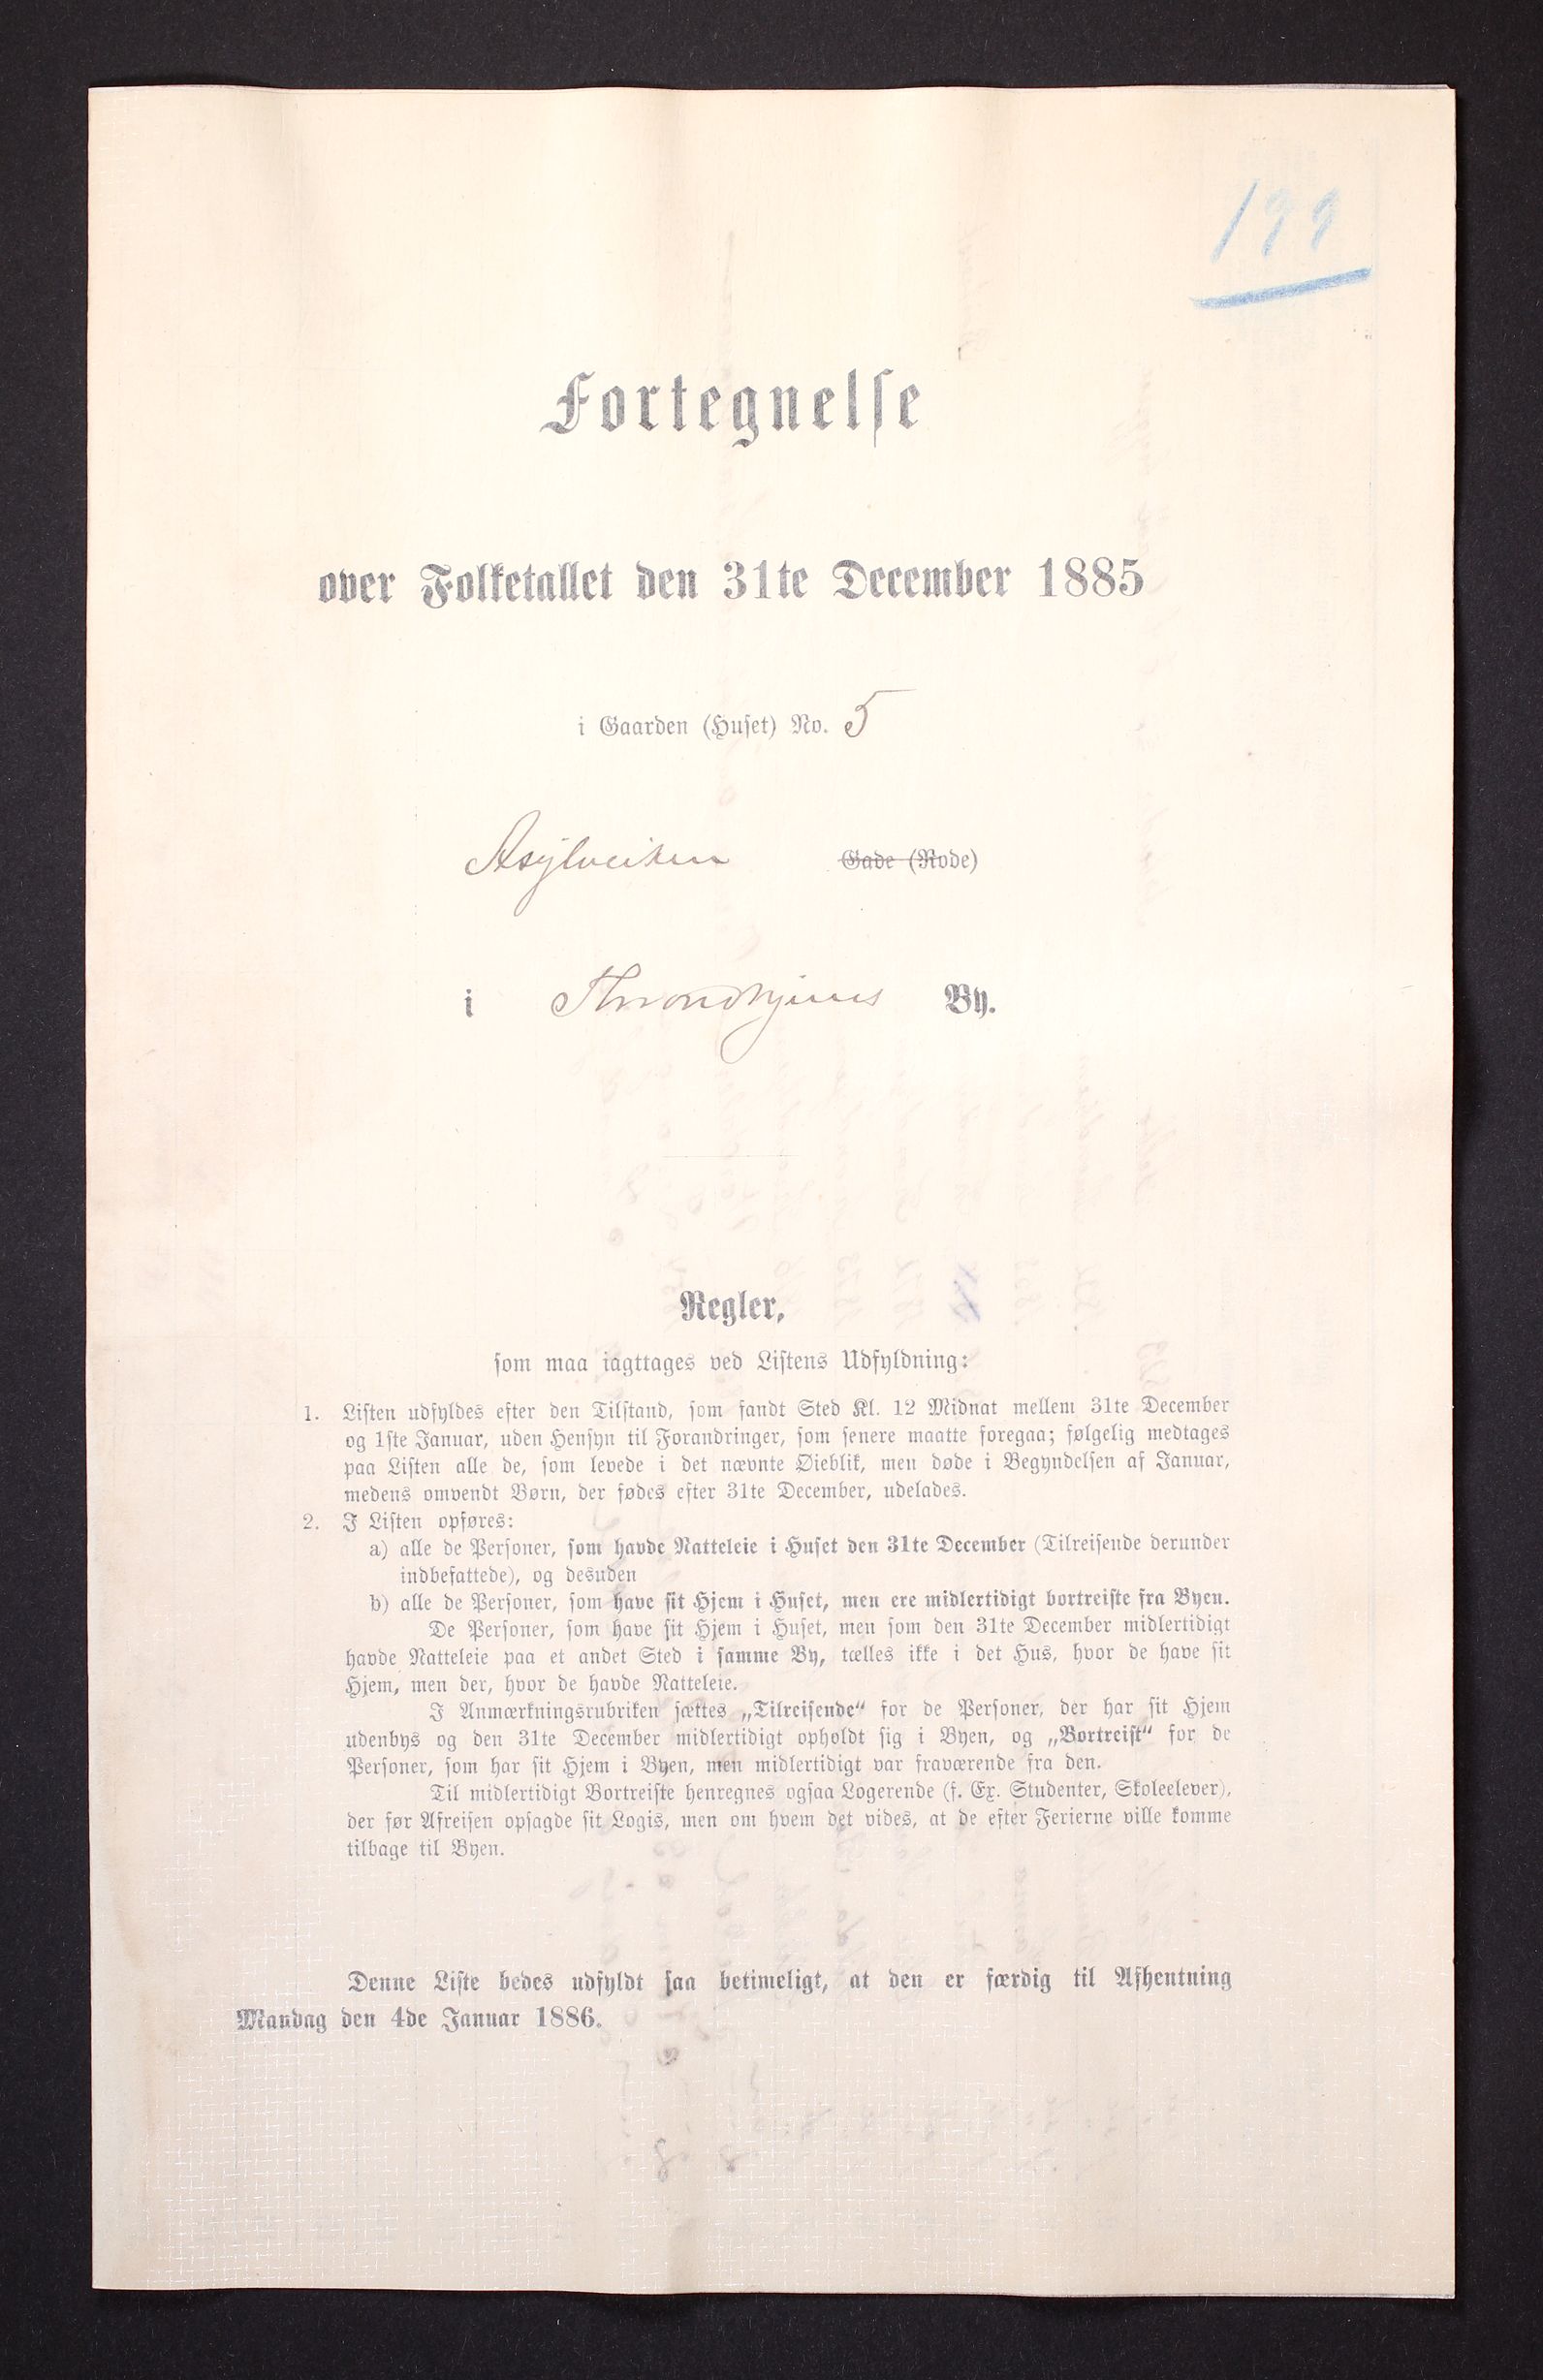 199
Fortegnelse
over Folketallet den 31te December 1885
i Gaarden (Huset) No. 5
Asylveiten Gade (Rode)
i Throndhjems By.
Regler,
som maa iagttages ved Listens Udfyldning:
1. Listen udfyldes efter den Tilstand, som fandt Sted Kl. 12 Midnat mellem 31te December
og 1ste Januar, uden Hensyn til Forandringer, som senere maatte foregaa; følgelig medtages
paa Listen alle de, som levede i det nævnte Øieblik, men døde i Begyndelsen af Januar,
medens omvendt Børn, der fødes efter 31te December, udelades.
2. I Listen opføres:
a) alle de Personer, som havde Natteleie i Huset den 31te December (Tilreisende derunder
indbefattede), og desuden
b) alle de Personer, som have sit Hjem i Huset, men ere midlertidigt bortreiste fra Byen.
De Personer, som have sit Hjem i Huset, men som den 31te December midlertidigt
havde Natteleie paa et andet Sted i samme By, tælles ikke i det Hus, hvor de have sit
Hjem, men der, hvor de havde Natteleie.
I Anmærkningsrubriken sættes „Tilreisende“ for de Personer, der har sit Hjem
udenbys og den 31te December midlertidigt opholdt sig i Byen, og „Bortreist“ for de
Personer, som har sit Hjem i Byen, men midlertidigt var fraværende fra den.
Til midlertidigt Bortreiste henregnes ogsaa Logerende (f. Ex. Studenter, Skoleelever),
der før Afreisen opsagde sit Logis, men om hvem det vides, at de efter Ferierne ville komme
tilbage til Byen.
Denne Liste bedes udfyldt saa betimeligt, at den er færdig til Afhentning
Mandag den 4de Januar 1886.